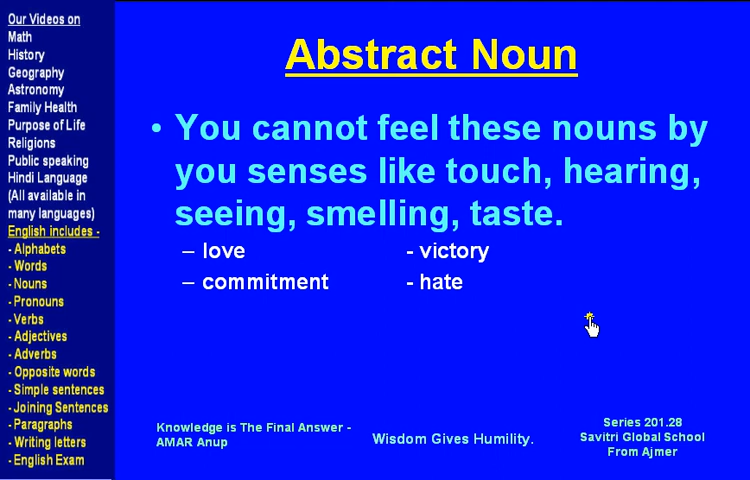 Our Videos on
Math
History
Geography
Astronomy
Family Health
Purpose of Life
Religions
Public speaking
Hindi Language
(All available in
many languages)
English includes -
- Alphabets
- Words
- Nouns
- Pronouns
- Verbs
- Adjectives
- Adverbs
- Opposite words
- Simple sentences
- Joining Sentences
- Paragraphs
- Writing letters
- English Exam
Abstract Noun
• You cannot feel these nouns by
you senses like touch, hearing,
seeing, smelling, taste.
– love - victory
– commitment - hate
Knowledge is The Final Answer -
AMAR Anup
Wisdom Gives Humility.
Series 201.28
Savitri Global School
From Ajmer